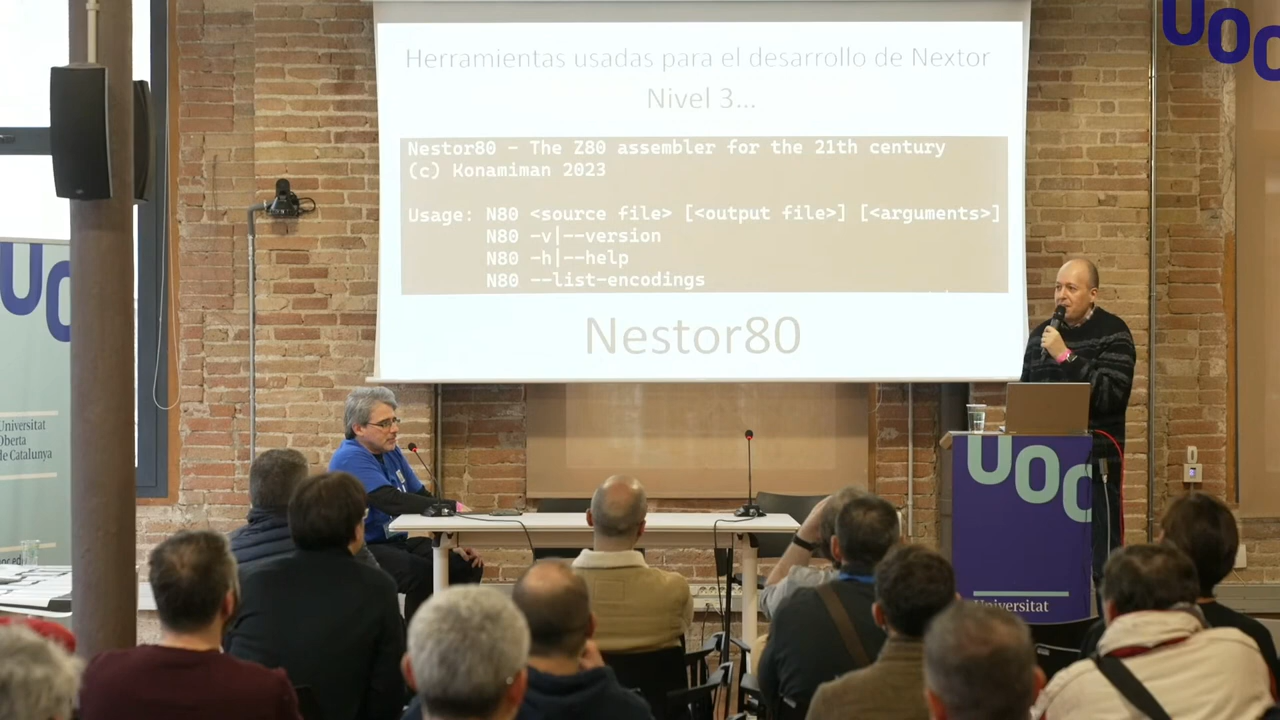 UOC
Herramientas usadas para el desarrollo de Nextor
Nivel 3...
Nestor80 - The Z80 assembler for the 21th century
(c) Konamiman 2023
Usage: N80 <source file> [<output file>] [<arguments>]
N80 -v|--version
N80 -h|--help
N80 --list-encodings
Nestor80
UOC
Universitat
Oberta
de Catalunya
UOC
Universitat